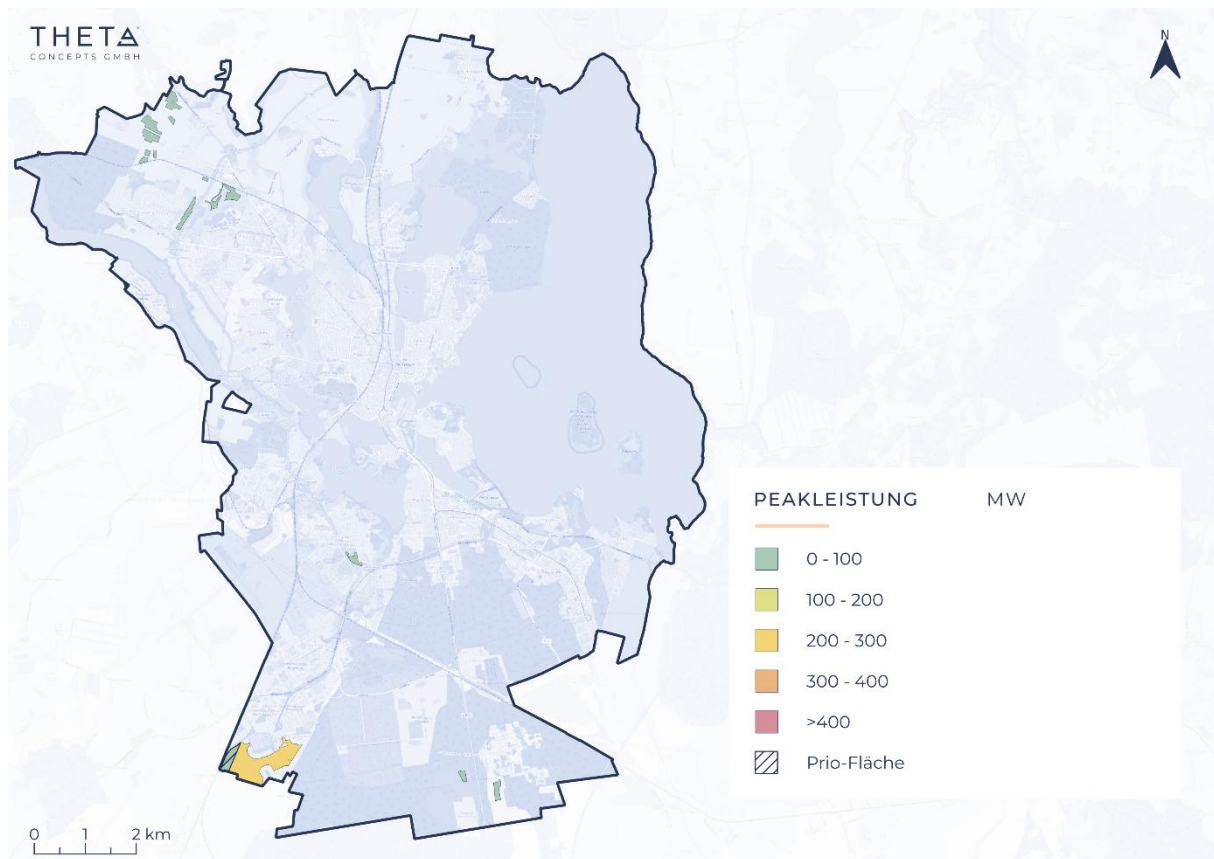 THETA
CONCEPTS GMBH
N
PEAKLEISTUNG MW
0 - 100
100 - 200
200 - 300
300 - 400
>400
Prio-Fläche
0 1 2 km